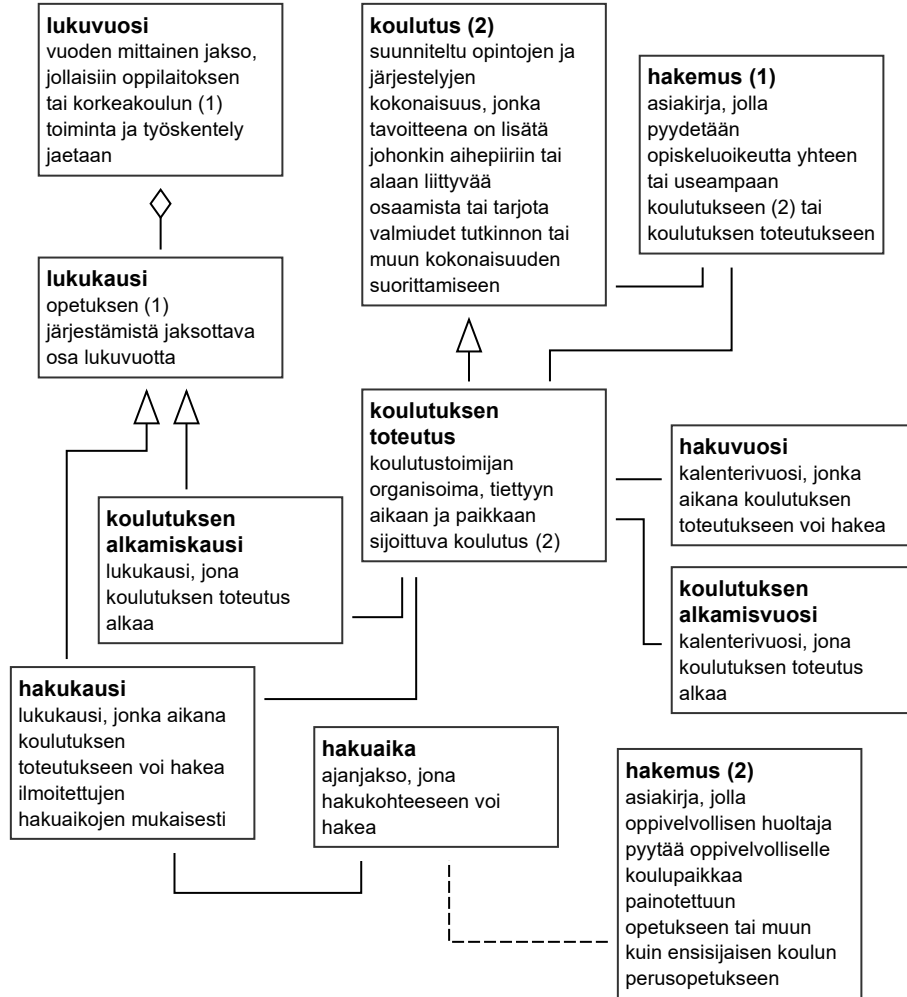 lukuvuosi
vuoden mittainen jakso,
jollaisiin oppilaitoksen
tai korkeakoulun (1)
toiminta ja työskentely
jaetaan
koulutus (2)
suunniteltu opintojen ja
järjestelyjen
kokonaisuus, jonka
tavoitteena on lisätä
johonkin aihepiiriin tai
alaan liittyvää
osaamista tai tarjota
valmiudet tutkinnon tai
muun kokonaisuuden
suorittamiseen
hakemus (1)
asiakirja, jolla
pyydetään
opiskeluoikeutta yhteen
tai useampaan
koulutukseen (2) tai
koulutuksen toteutukseen
lukukausi
opetuksen (1)
järjestämistä jaksottava
osa lukuvuotta
koulutuksen
toteutus
koulutustoimijan
organisoima, tiettyyn
aikaan ja paikkaan
sijoittuva koulutus (2)
hakuvuosi
kalenterivuosi, jonka
aikana koulutuksen
toteutukseen voi hakea
koulutuksen
alkamiskausi
lukukausi, jona
koulutuksen toteutus
alkaa
koulutuksen
alkamisvuosi
kalenterivuosi, jona
koulutuksen toteutus
alkaa
hakukausi
lukukausi, jonka aikana
koulutuksen
toteutukseen voi hakea
ilmoitettujen
hakuaikojen mukaisesti
hakuaika
ajanjakso, jona
hakukohteeseen voi
hakea
hakemus (2)
asiakirja, jolla
oppivelvollisen huoltaja
pyytää oppivelvolliselle
koulupaikkaa
painotettuun
opetukseen tai muun
kuin ensisijaisen koulun
perusopetukseen